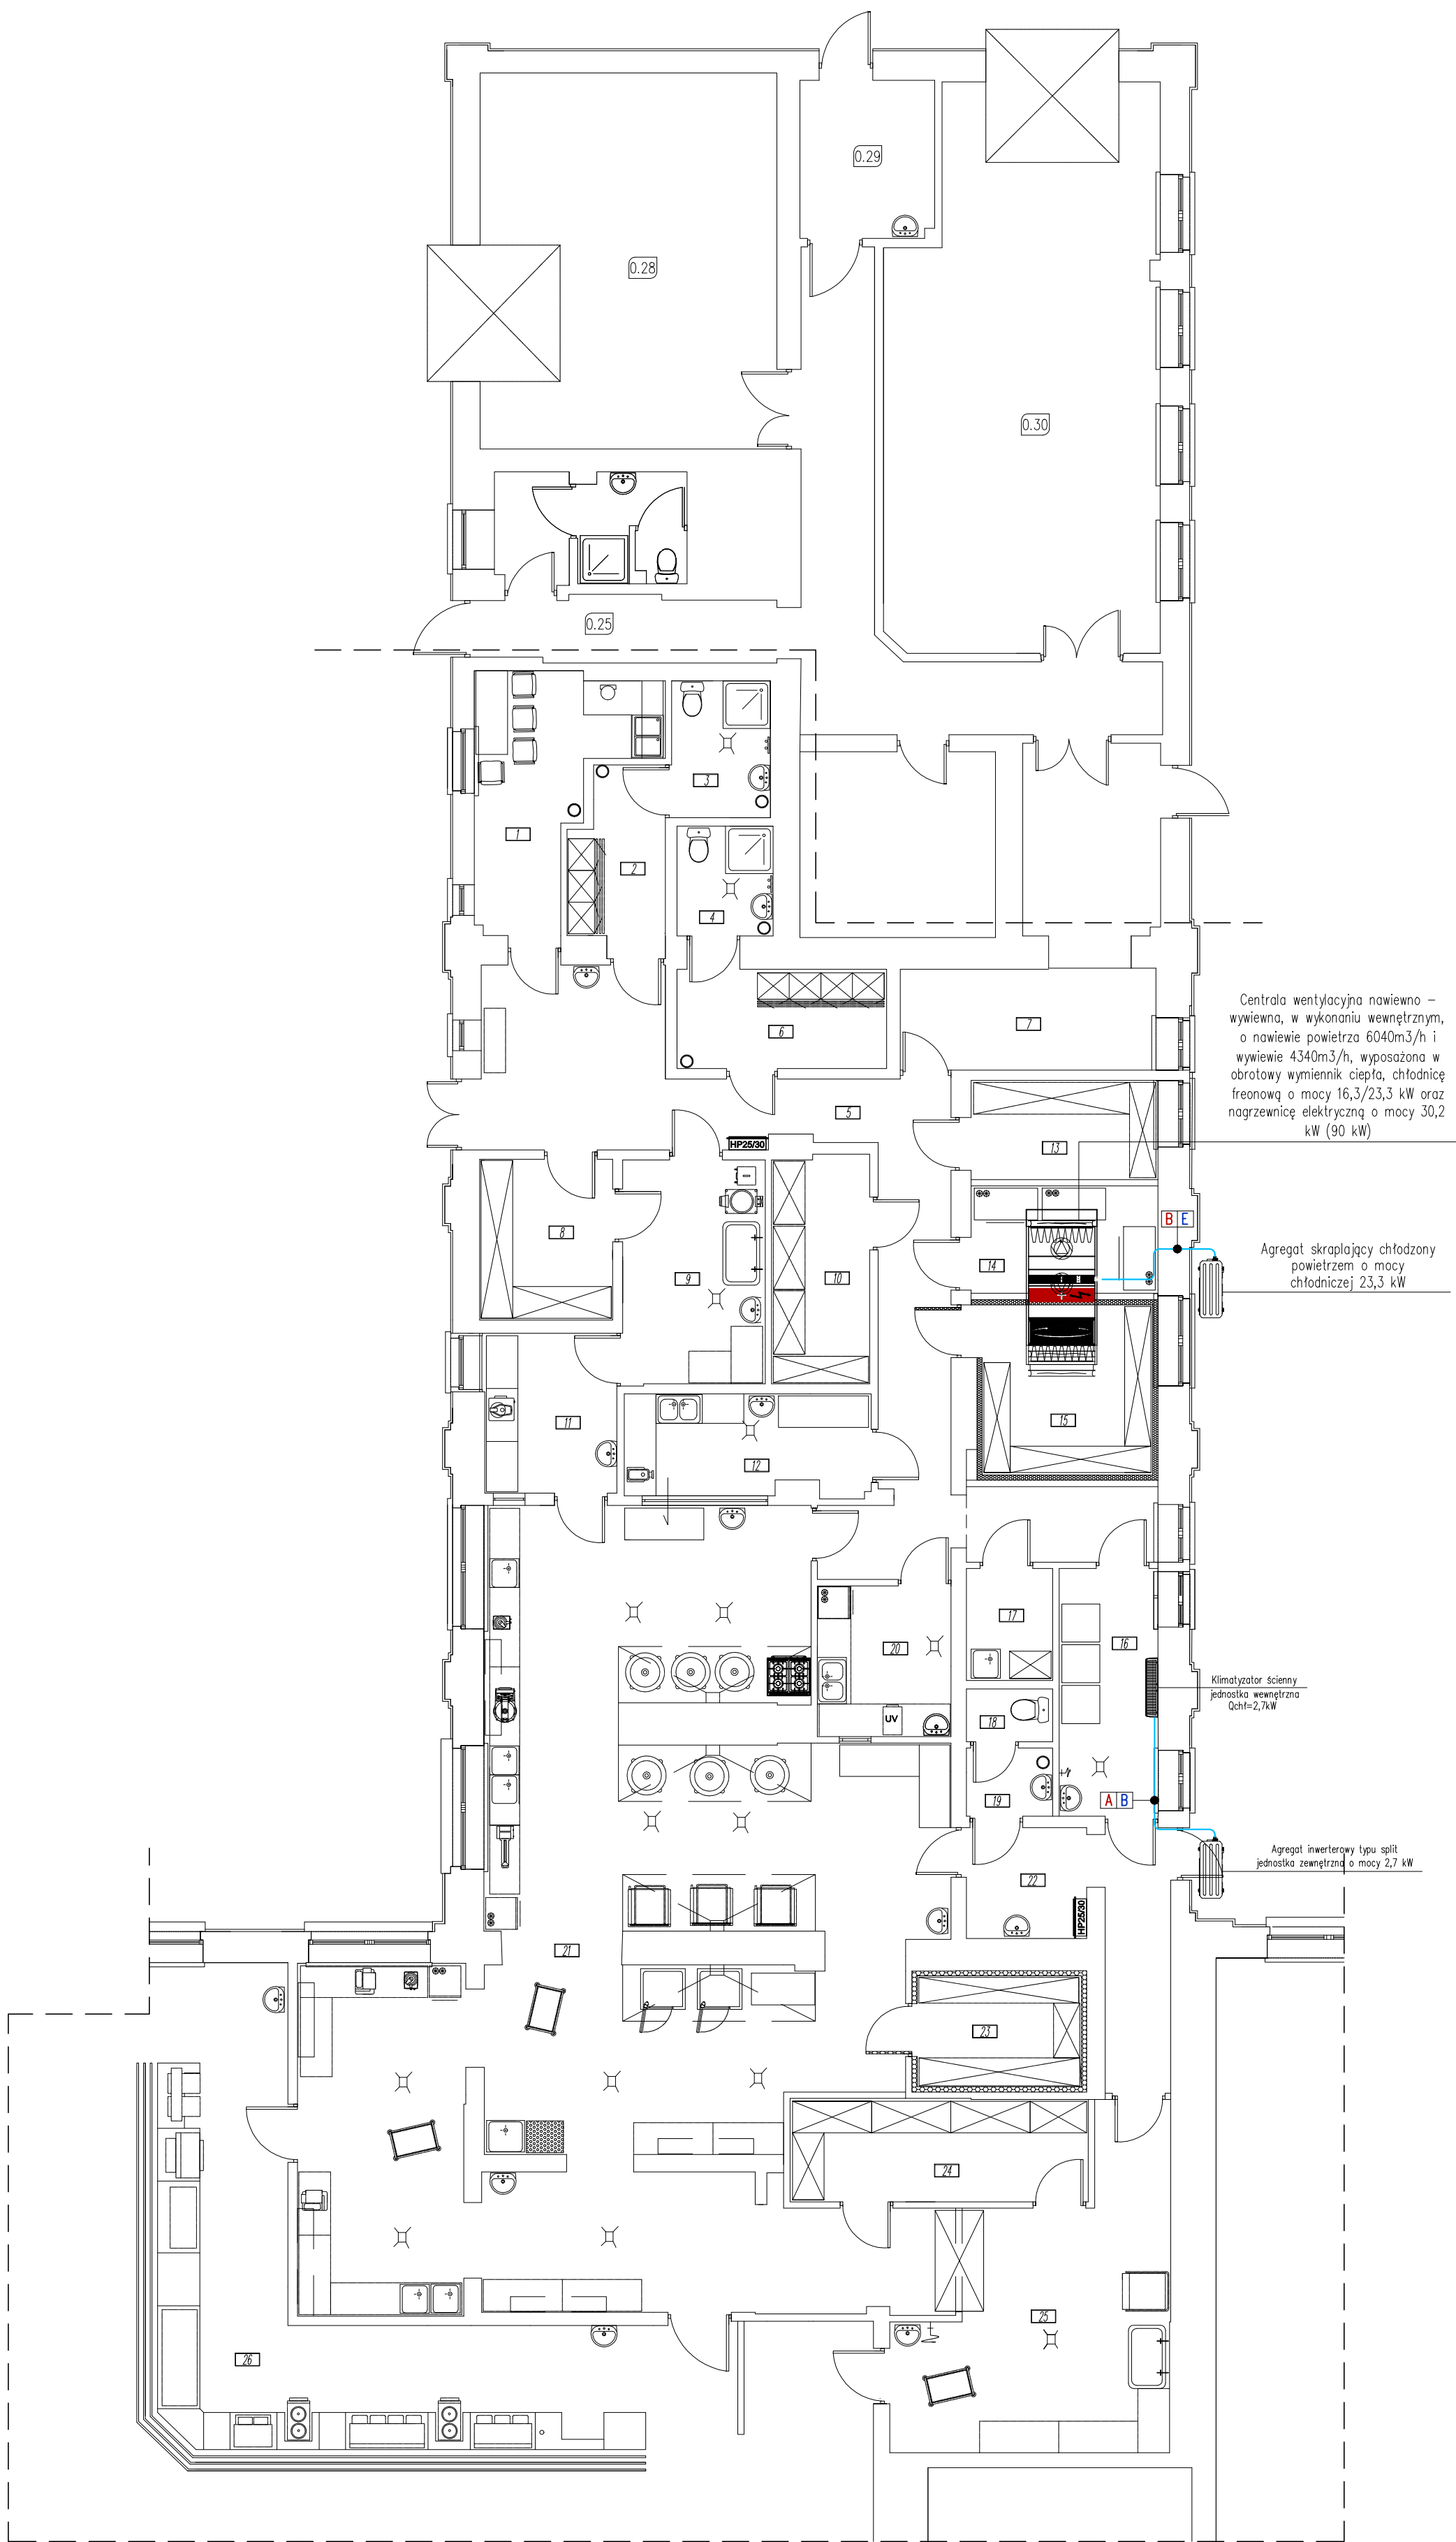 0.29
0.28
0.30
0.25
3
1
2
4
6
7
Centrala wentylacyjna nawiewno –
wywiewna, w wykonaniu wewnętrznym,
o nawiewie powietrza 6040m3/h i
wywiewie 4340m3/h, wyposażona w
obrotowy wymiennik ciepła, chłodnicę
freonową o mocy 16,3/23,3 kW oraz
nagrzewnicę elektryczną o mocy 30,2
kW (90 kW)
5
HP25/30
13
B E
8
14
9
10
Agregat skraplający chłodzony
powietrzem o mocy
chłodniczej 23,3 kW
15
11
12
17
16
20
Klimatyzator ścienny
jednostka wewnętrzna
Qchł=2,7kW
UV
18
19
A B
Agregat inwerterowy typu split
jednostka zewnętrzna o mocy 2,7 kW
22
HP25/30
21
23
24
25
26